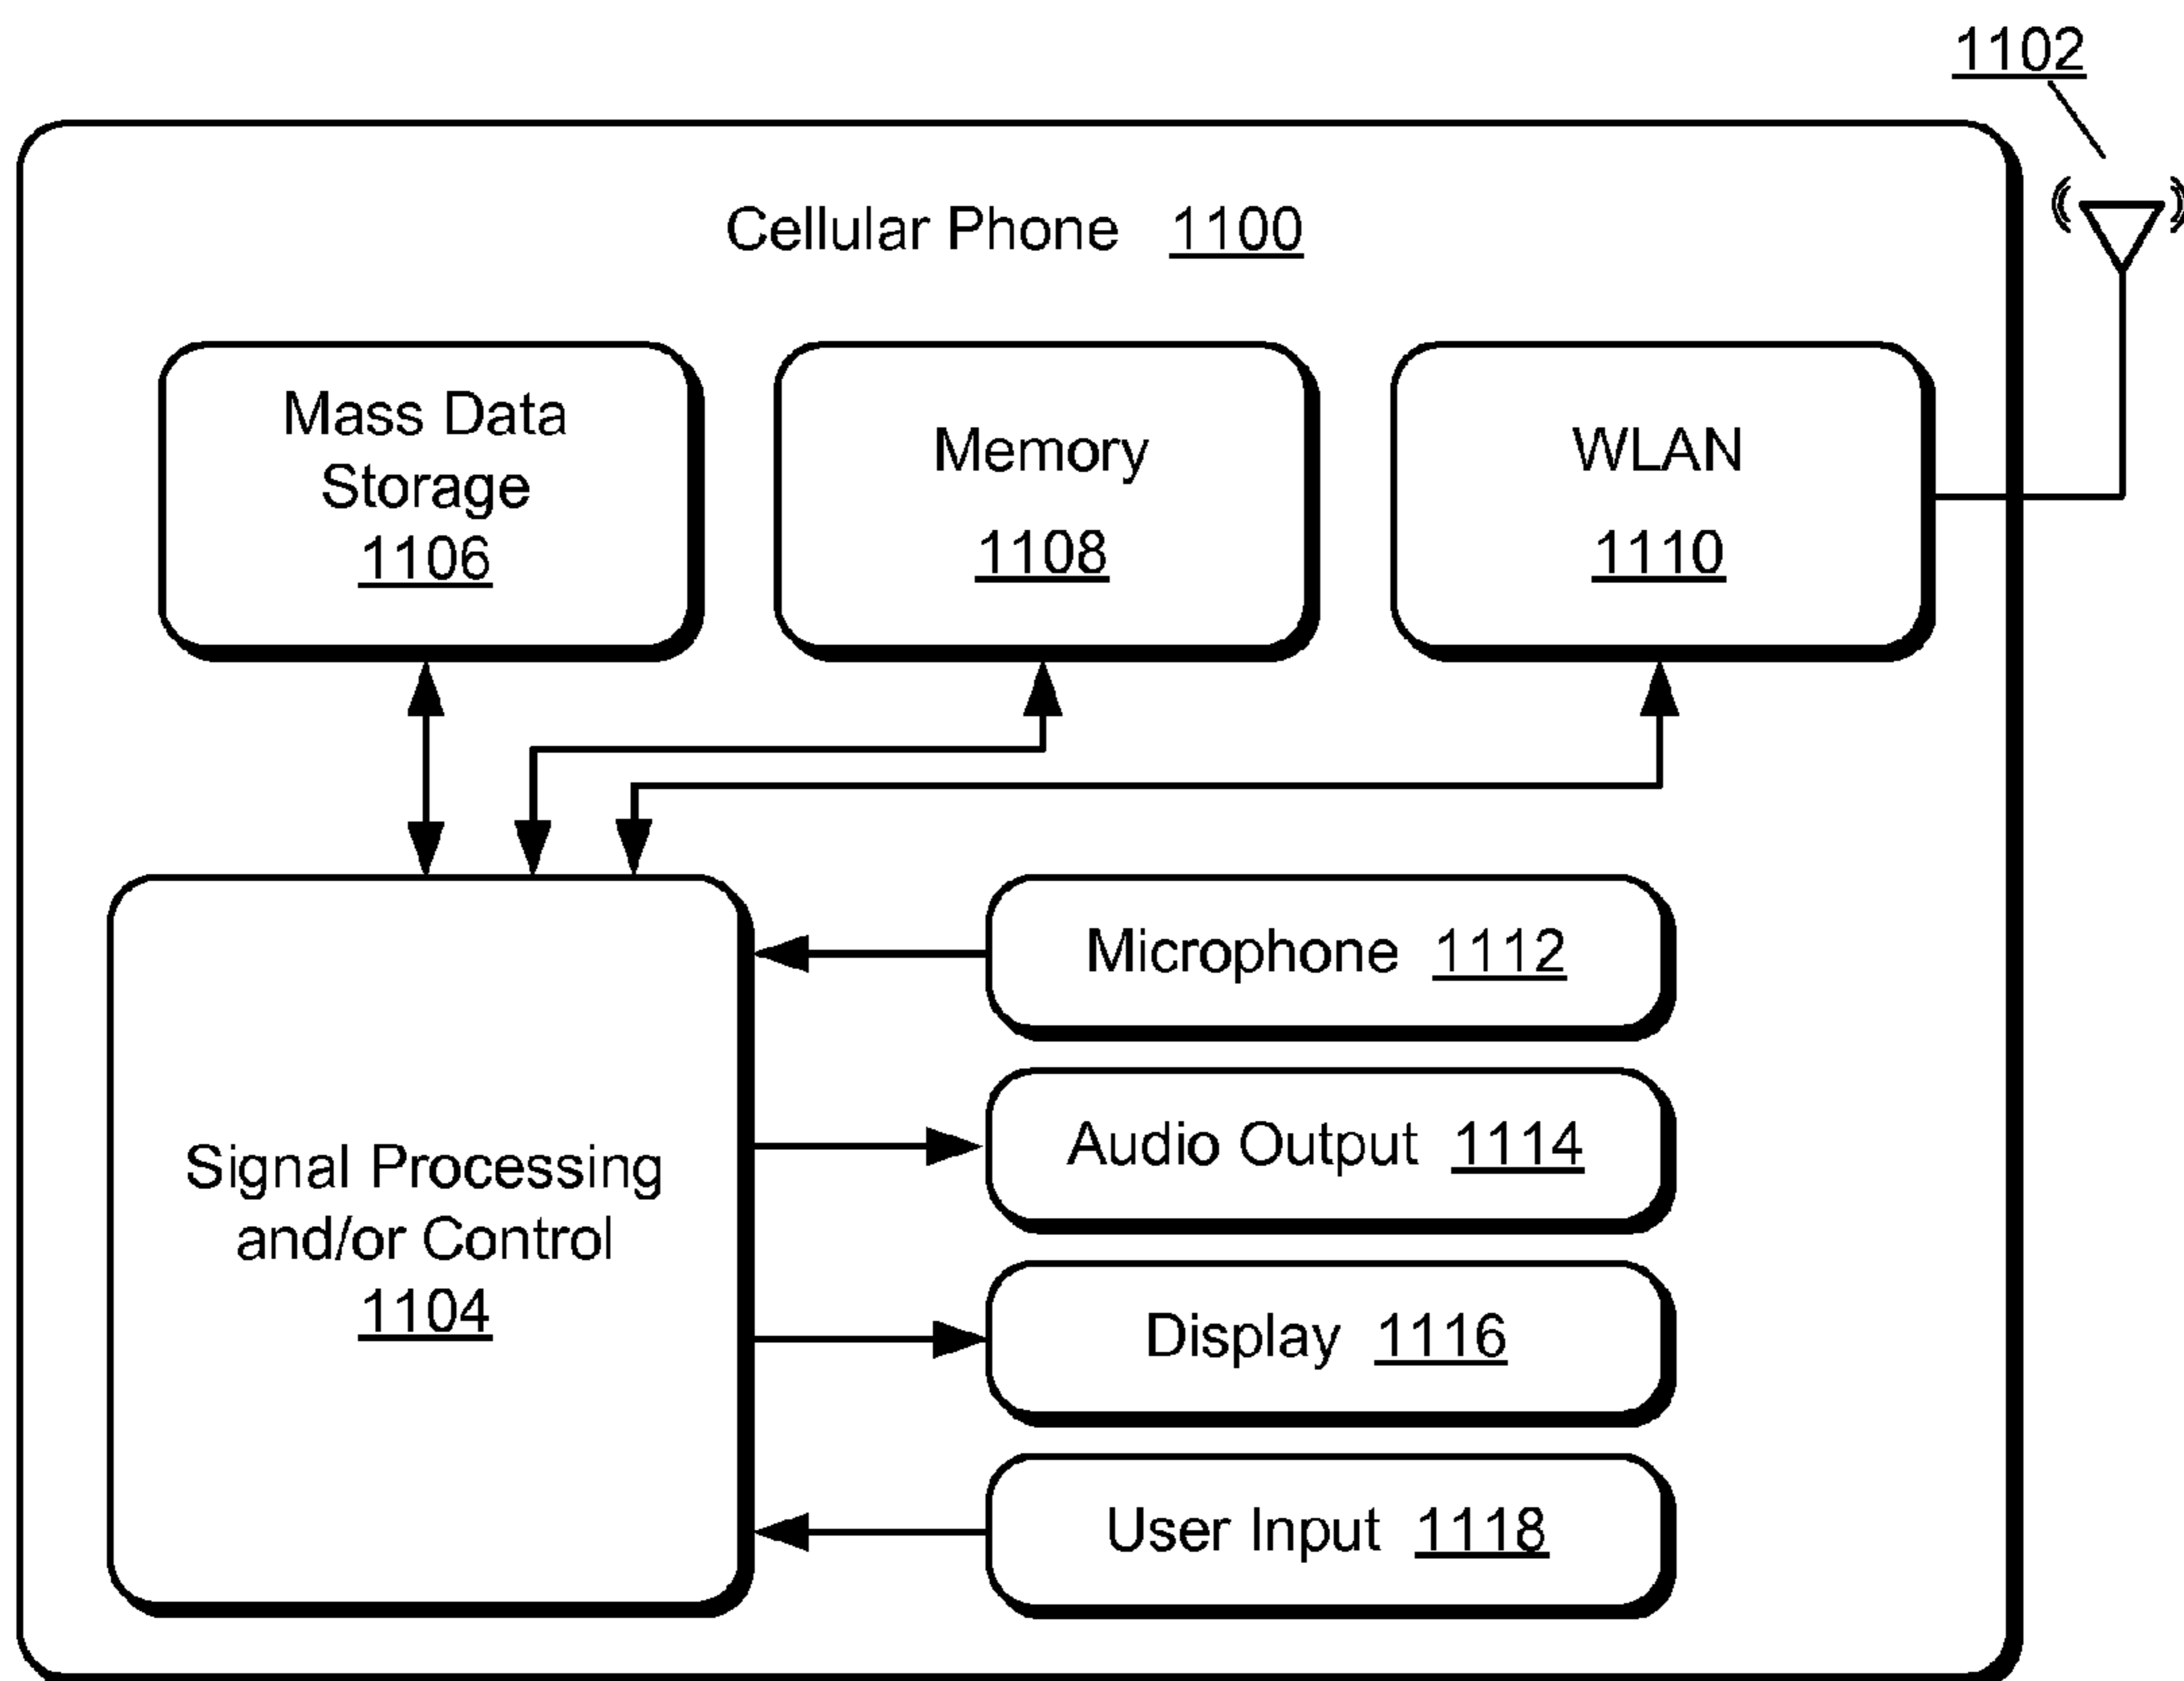 1102
Cellular Phone 1100
Mass Data
Storage
1106
Memory
1108
WLAN
1110
Signal Processing
and/or Control
1104
Microphone 1112
Audio Output 1114
Display 1116
User Input 1118